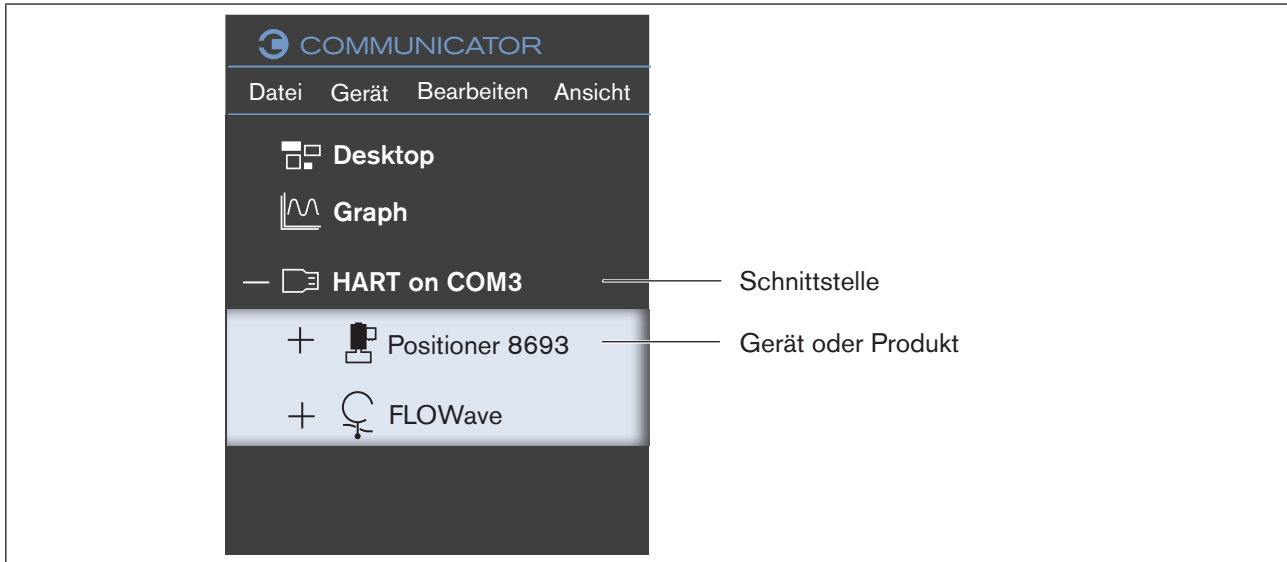 COMMUNICATOR
Datei Gerät Bearbeiten Ansicht
Desktop
Graph
HART on COM3 Schnittstelle
Positioner 8693 Gerät oder Produkt
FLOWave